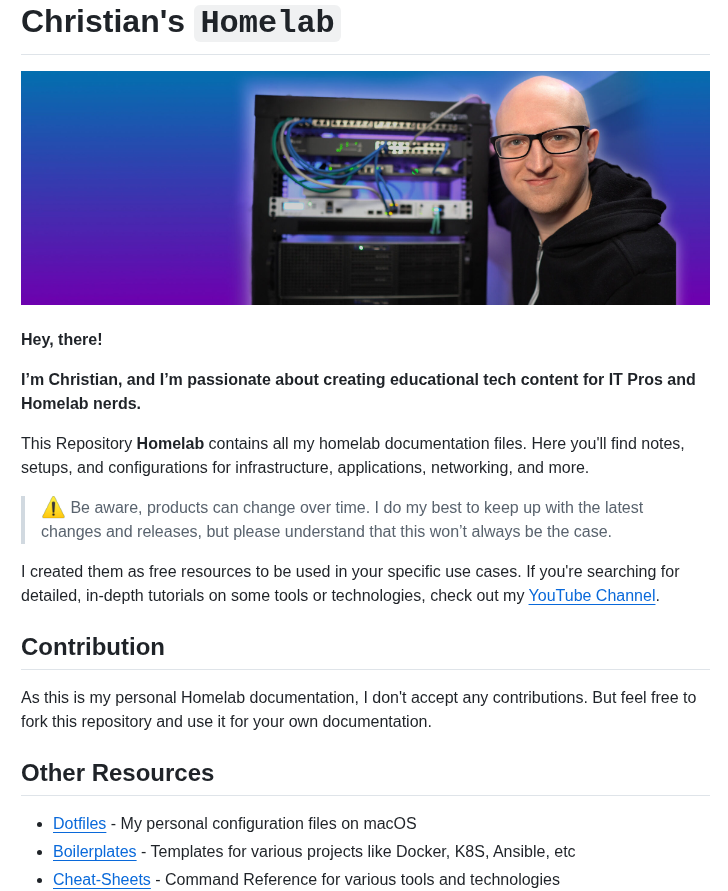 Christian's Homelab
Hey, there!
I’m Christian, and I’m passionate about creating educational tech content for IT Pros and
Homelab nerds.
This Repository Homelab contains all my homelab documentation files. Here you'll find notes,
setups, and configurations for infrastructure, applications, networking, and more.
⚠️ Be aware, products can change over time. I do my best to keep up with the latest
changes and releases, but please understand that this won’t always be the case.
I created them as free resources to be used in your specific use cases. If you're searching for
detailed, in-depth tutorials on some tools or technologies, check out my YouTube Channel.
Contribution
As this is my personal Homelab documentation, I don't accept any contributions. But feel free to
fork this repository and use it for your own documentation.
Other Resources
• Dotfiles - My personal configuration files on macOS
• Boilerplates - Templates for various projects like Docker, K8S, Ansible, etc
• Cheat-Sheets - Command Reference for various tools and technologies